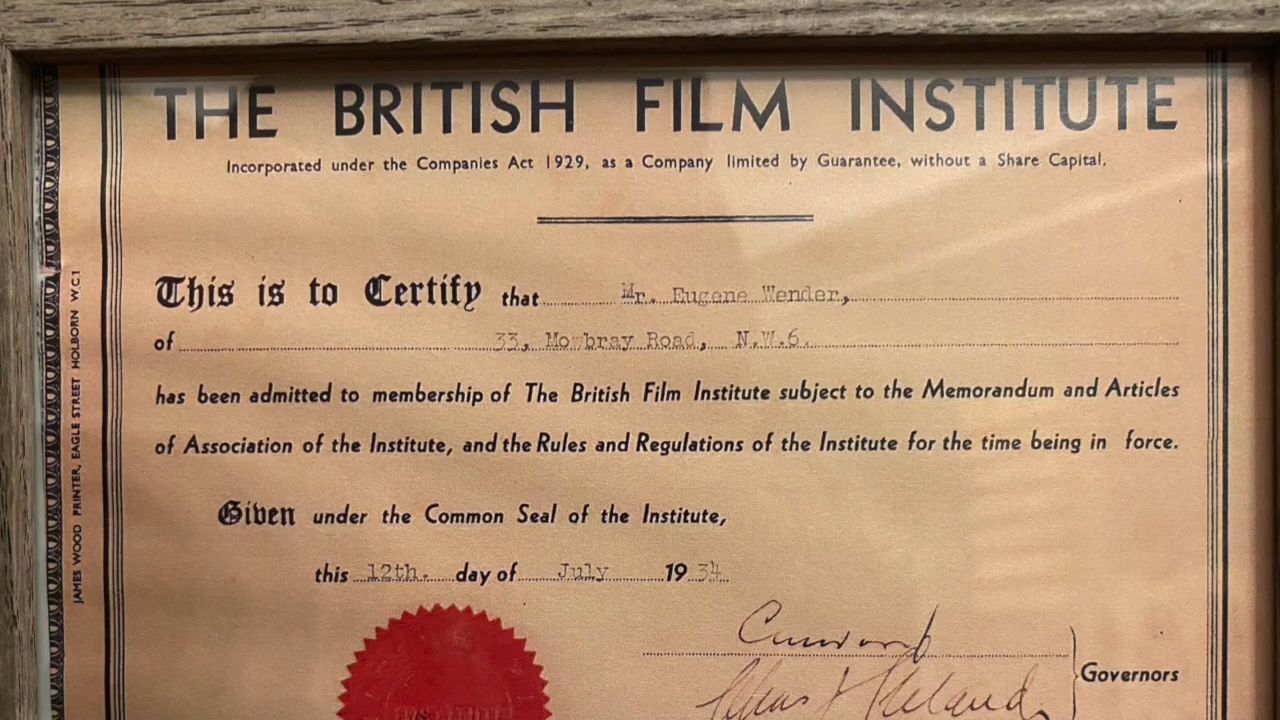 THE BRITISH FILM INSTITUTE
Incorporated under the Companies Act 1929, as a Company limited by Guarantee, without a Share Capital.
This is to Certify that Mr. Eugene Wender,
of 33, Mowbray Road, N.W.6.
has been admitted to membership of The British Film Institute subject to the Memorandum and Articles
of Association of the Institute, and the Rules and Regulations of the Institute for the time being in force.
Given under the Common Seal of the Institute,
this 12th. day of July 1934
Governors
JAMES WOOD PRINTER, EAGLE STREET HOLBORN W.C.1